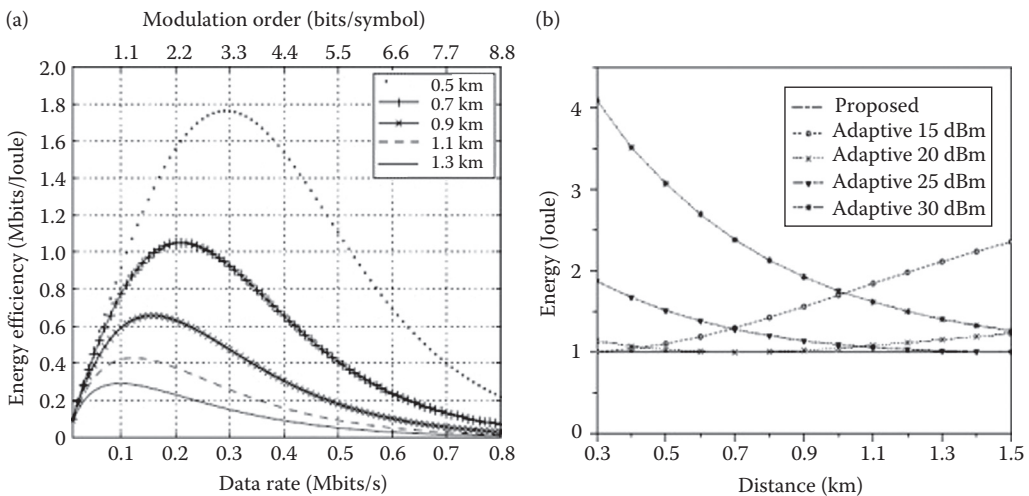 (a)
Modulation order (bits/symbol)
1.1 2.2 3.3 4.4 5.5 6.6 7.7 8.8
2.0
1.8
1.6
1.4
1.2
1.0
0.8
0.6
0.4
0.2
0
Energy efficiency (Mbits/Joule)
0.5 km
0.7 km
0.9 km
1.1 km
1.3 km
0.1 0.2 0.3 0.4 0.5 0.6 0.7 0.8
Data rate (Mbits/s)
(b)
4
3
2
1
0
Energy (Joule)
Proposed
Adaptive 15 dBm
Adaptive 20 dBm
Adaptive 25 dBm
Adaptive 30 dBm
0.3 0.5 0.7 0.9 1.1 1.3 1.5
Distance (km)